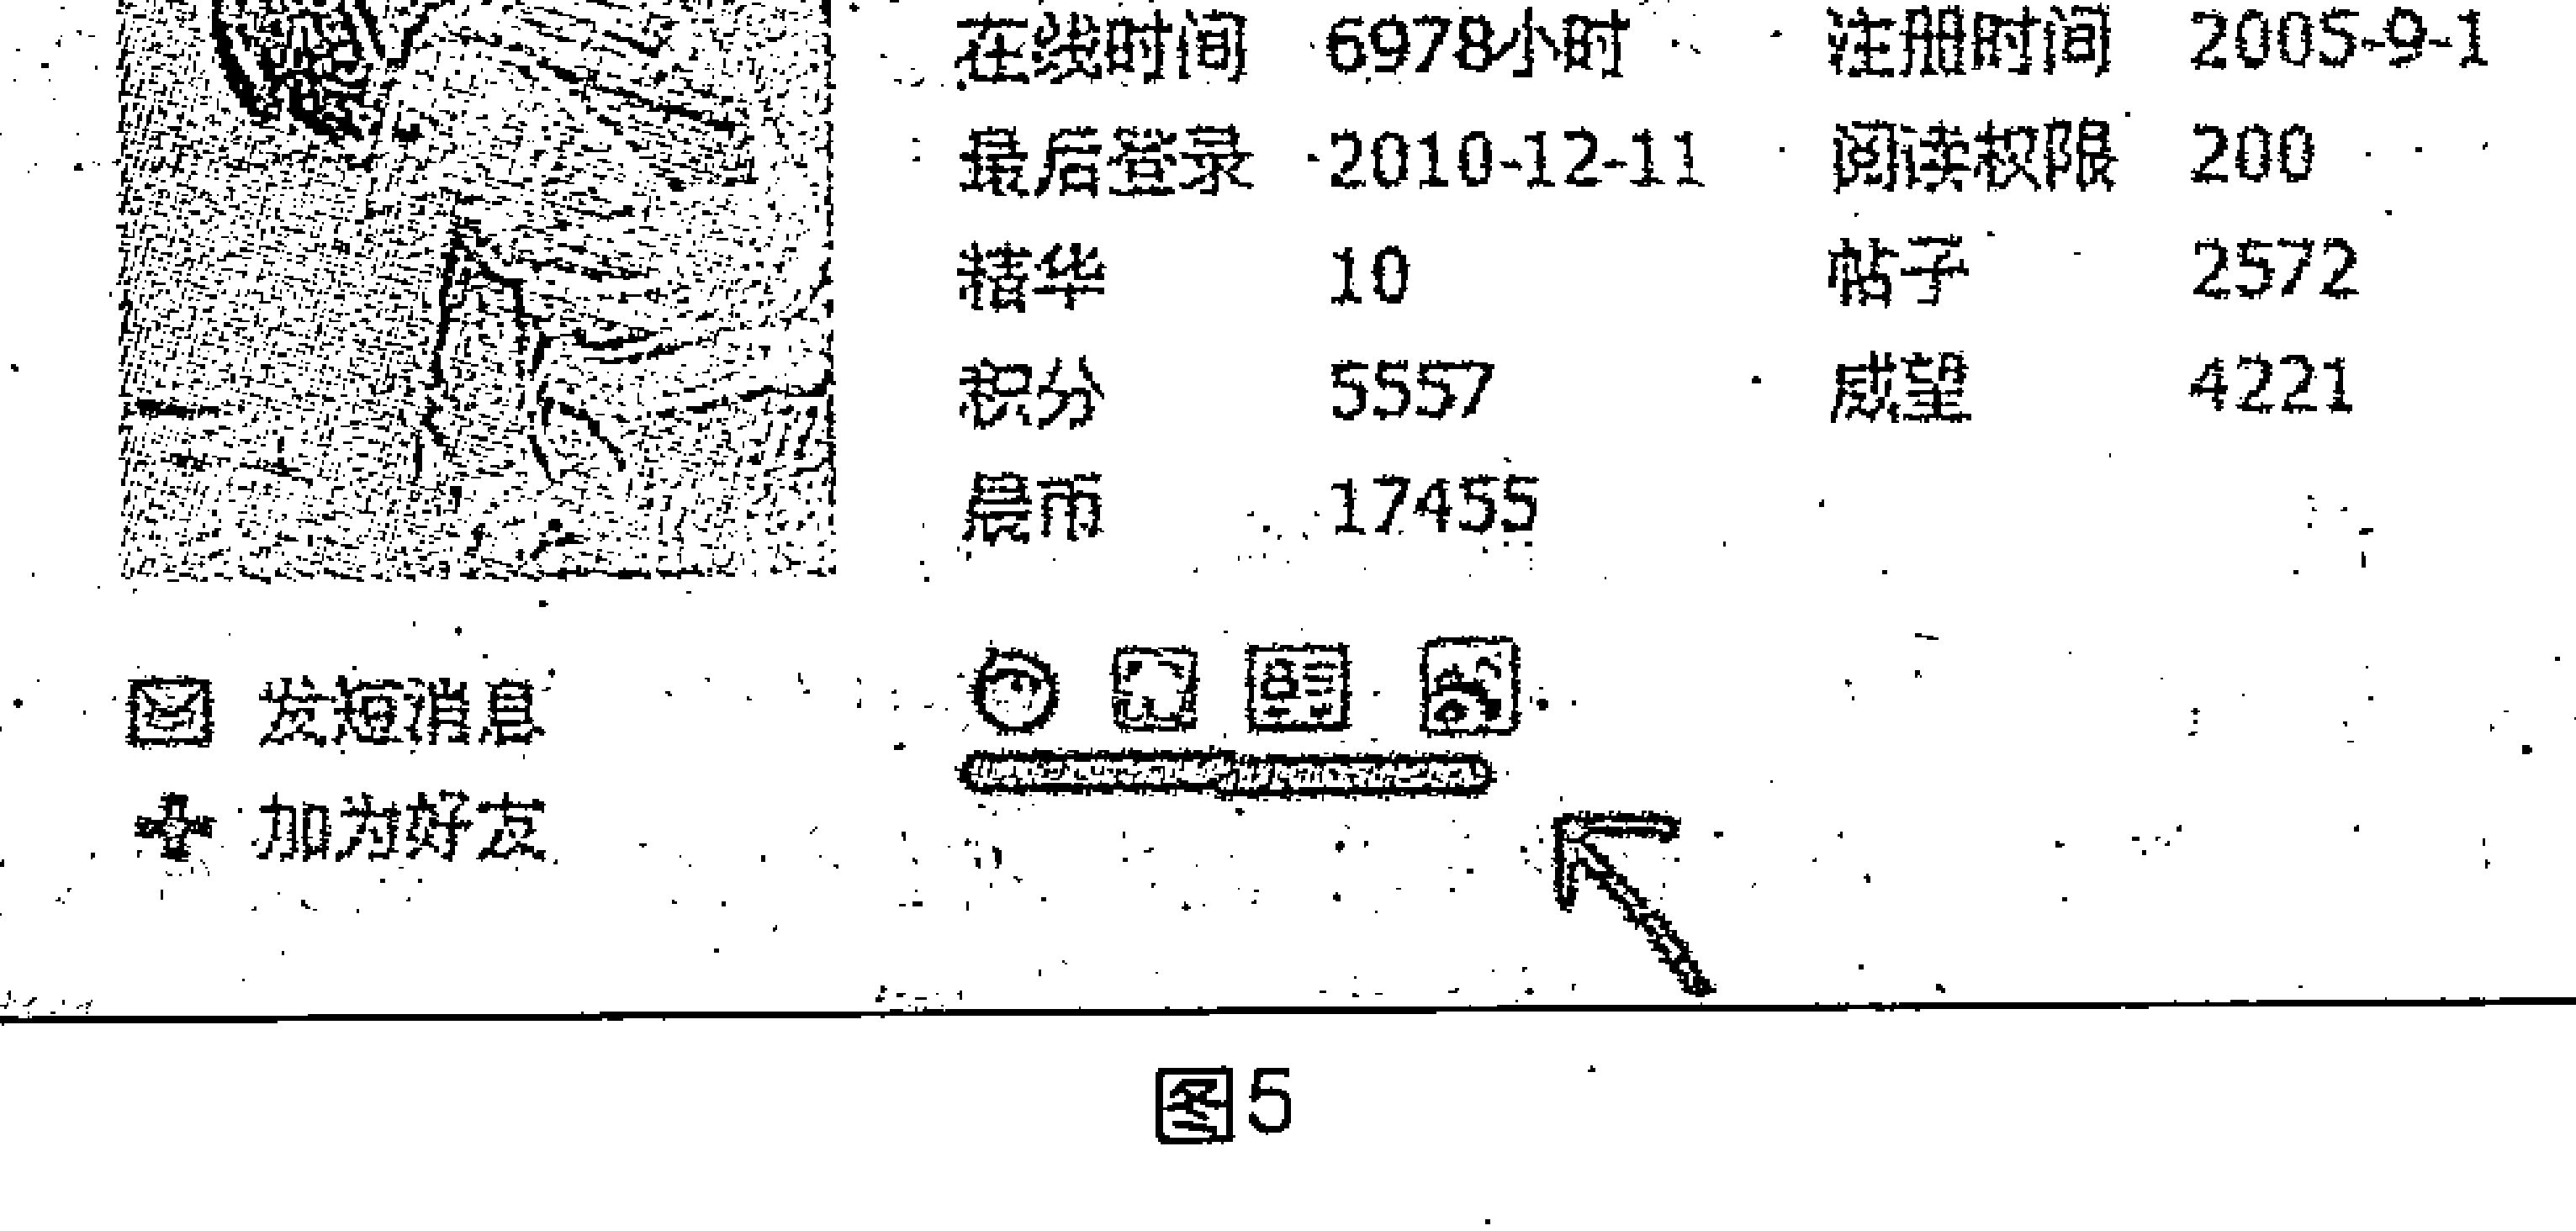 在线时间 6978小时 注册时间 2005-9-1
最后登录 2010-12-11 阅读权限 200
精华 10 帖子 2572
积分 5557 威望 4221
晨币 17455
发短消息
加为好友
图5